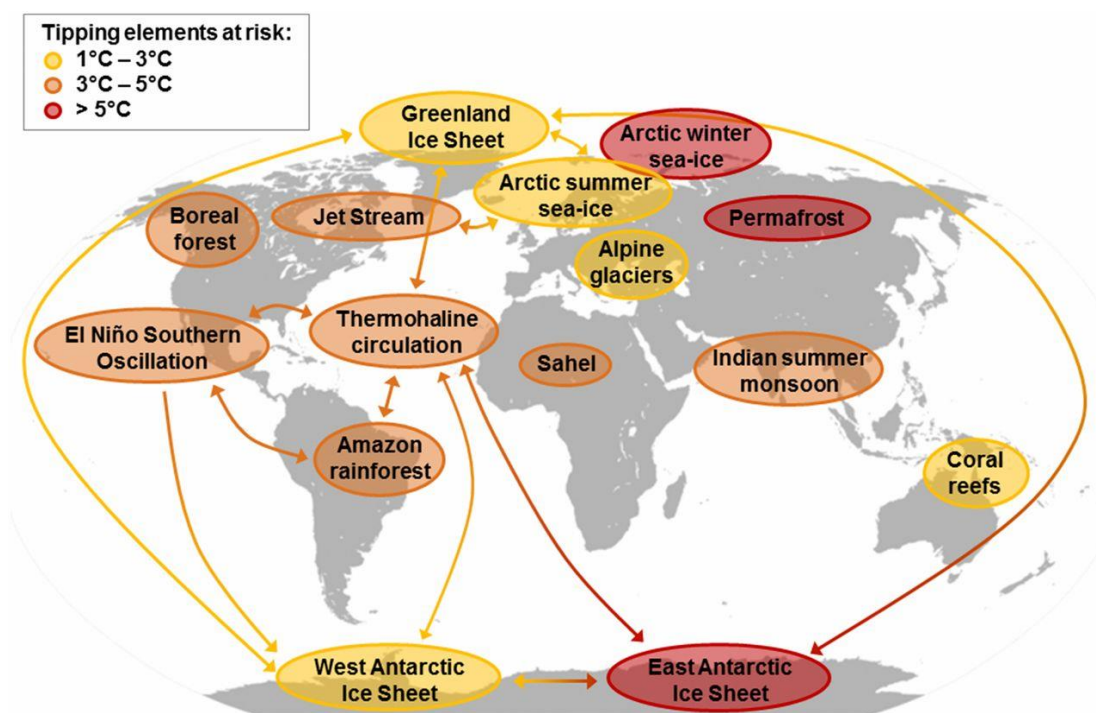 Tipping elements at risk:
1°C – 3°C
3°C – 5°C
> 5°C
Greenland
Ice Sheet
Arctic winter
sea-ice
Arctic summer
sea-ice
Boreal
forest
Jet Stream
Permafrost
Alpine
glaciers
El Niño Southern
Oscillation
Thermohaline
circulation
Sahel
Indian summer
monsoon
Amazon
rainforest
Coral
reefs
West Antarctic
Ice Sheet
East Antarctic
Ice Sheet